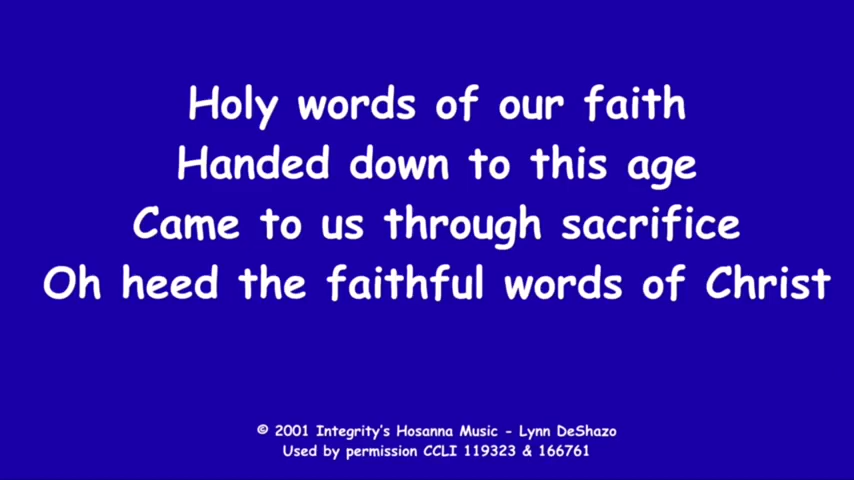 Holy words of our faith
Handed down to this age
Came to us through sacrifice
Oh heed the faithful words of Christ
© 2001 Integrity's Hosanna Music - Lynn DeShazo
Used by permission CCLI 119323 & 166761